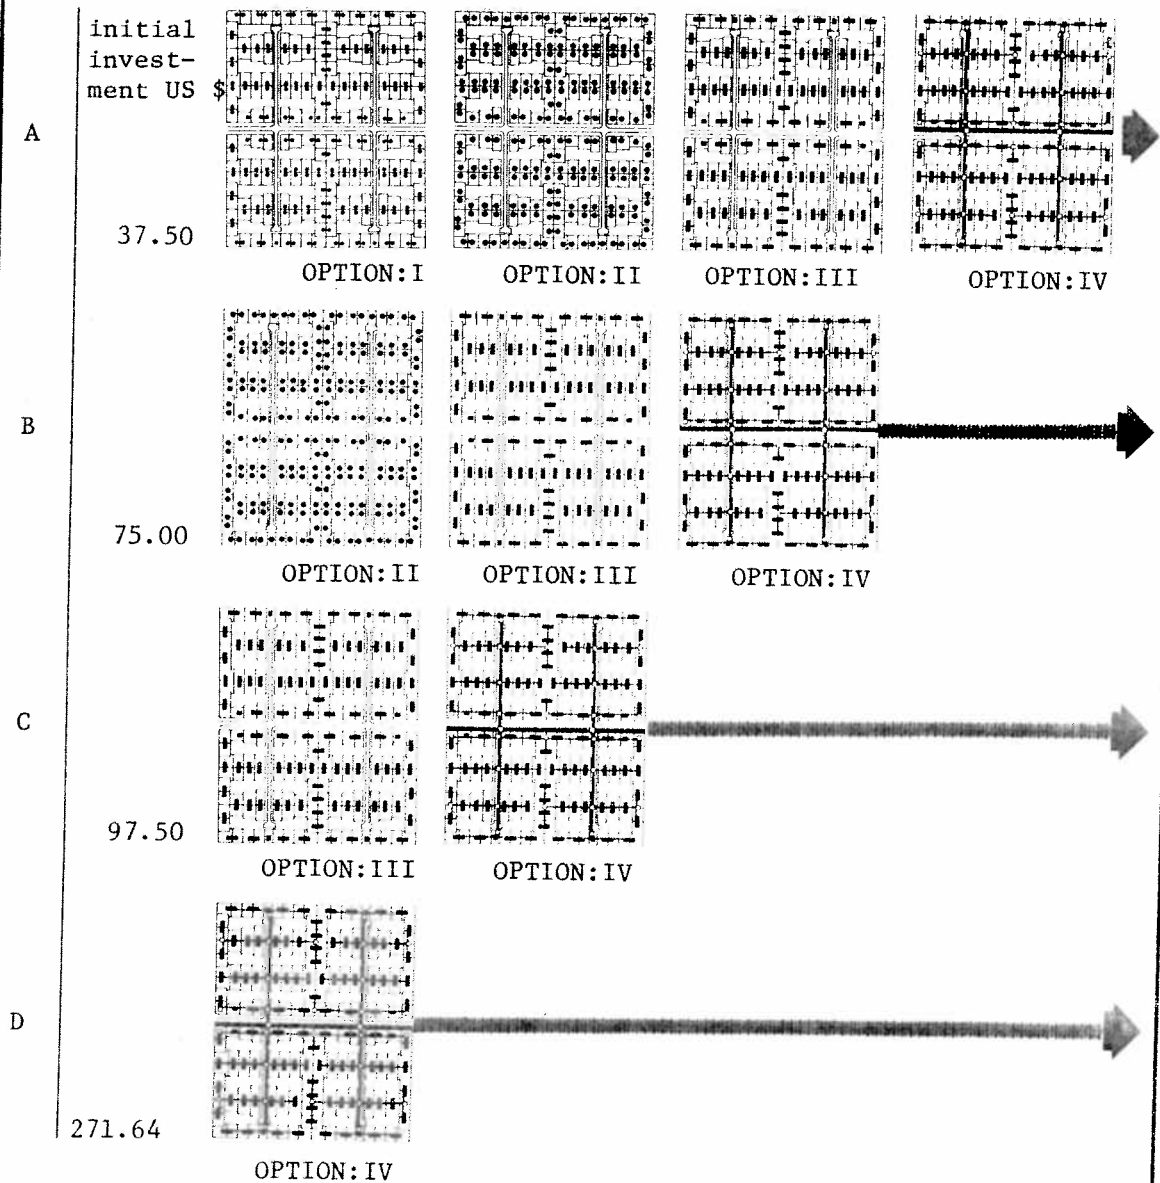 initial
invest-
ment US $
A
37.50
OPTION:I OPTION:II OPTION:III OPTION:IV
B
75.00
OPTION:II OPTION:III OPTION:IV
C
97.50
OPTION:III OPTION:IV
D
271.64
OPTION:IV